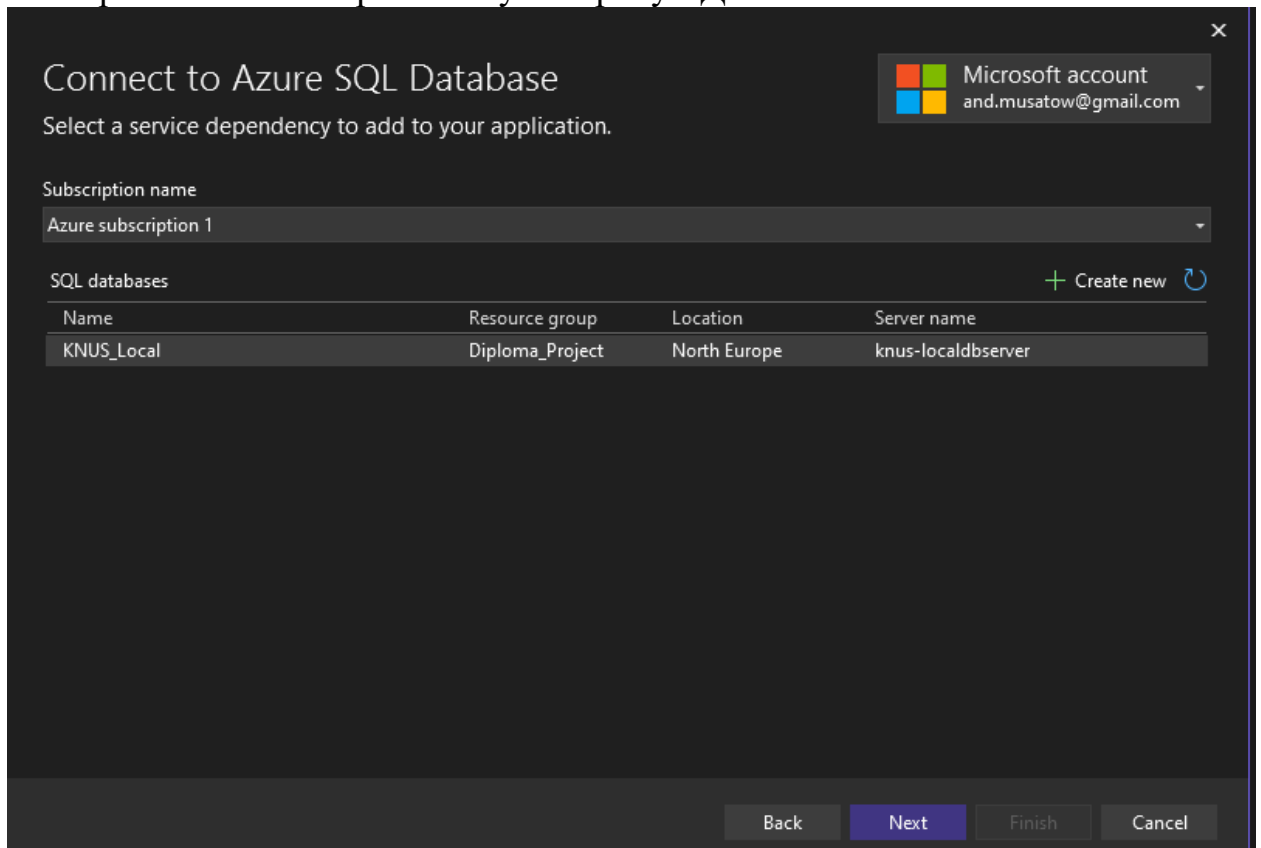 ×
Connect to Azure SQL Database
Microsoft account
and.musatow@gmail.com
Select a service dependency to add to your application.
Subscription name
Azure subscription 1
SQL databases
Create new
Name Resource group Location Server name
KNUS_Local Diploma_Project North Europe knus-localdbserver
Back Next Finish Cancel